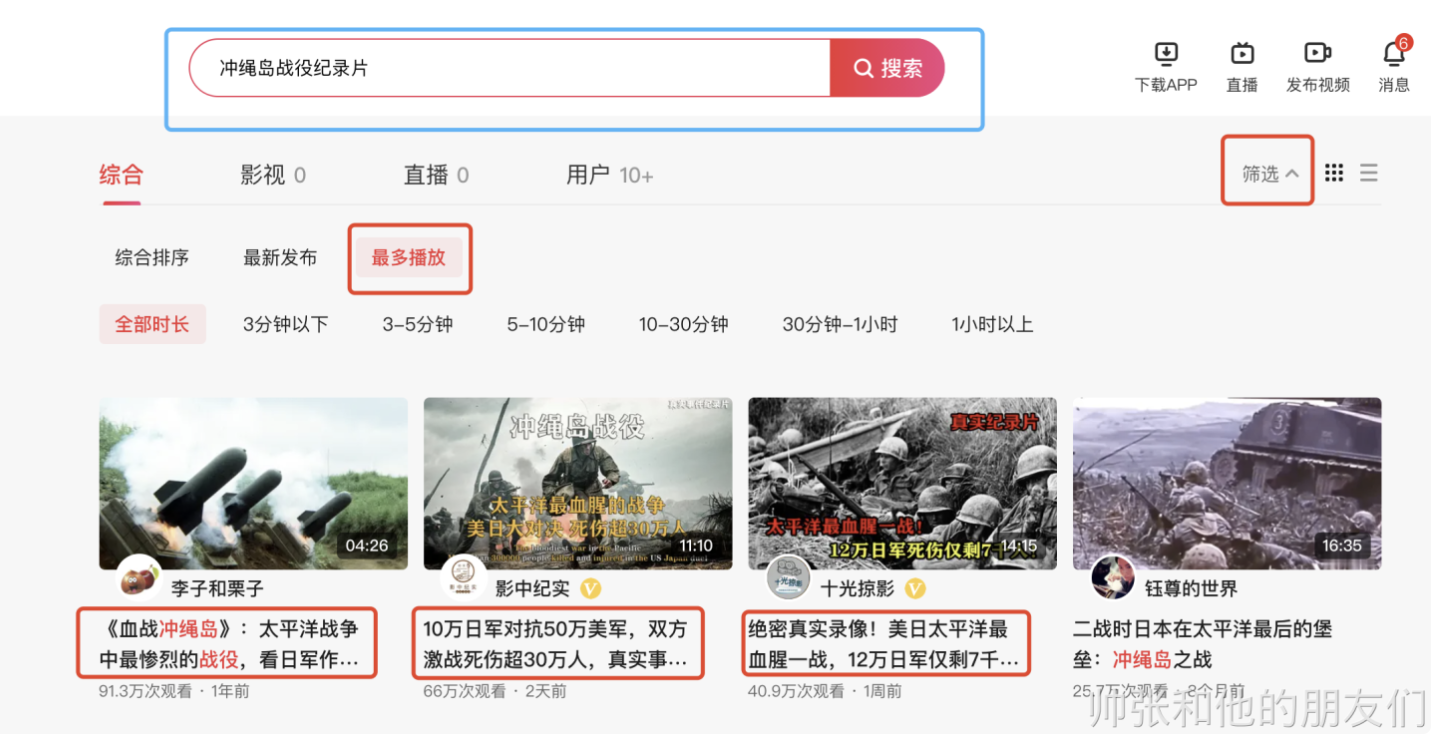 冲绳岛战役纪录片
搜索
下载APP
直播
发布视频
6
消息
综合
影视 0
直播 0
用户 10+
筛选
综合排序
最新发布
最多播放
全部时长
3分钟以下
3-5分钟
5-10分钟
10-30分钟
30分钟-1小时
1小时以上
04:26
李子和栗子
《血战冲绳岛》：太平洋战争
中最惨烈的战役，看日军作...
91.3万次观看 · 1年前
真实事件纪录片
冲绳岛战役
太平洋最血腥的战争
美日大对决 死伤超30万人
11:10
影中纪实
10万日军对抗50万美军，双方
激战死伤超30万人，真实事...
66万次观看 · 2天前
真实纪录片
太平洋最血腥一战！
12万日军死伤仅剩7千人
14:15
十光掠影
绝密真实录像！美日太平洋最
血腥一战，12万日军仅剩7千...
40.9万次观看 · 1周前
16:35
钰尊的世界
二战时日本在太平洋最后的堡
垒：冲绳岛之战
25.7万次观看 · 8个月前
帅张和他的朋友们